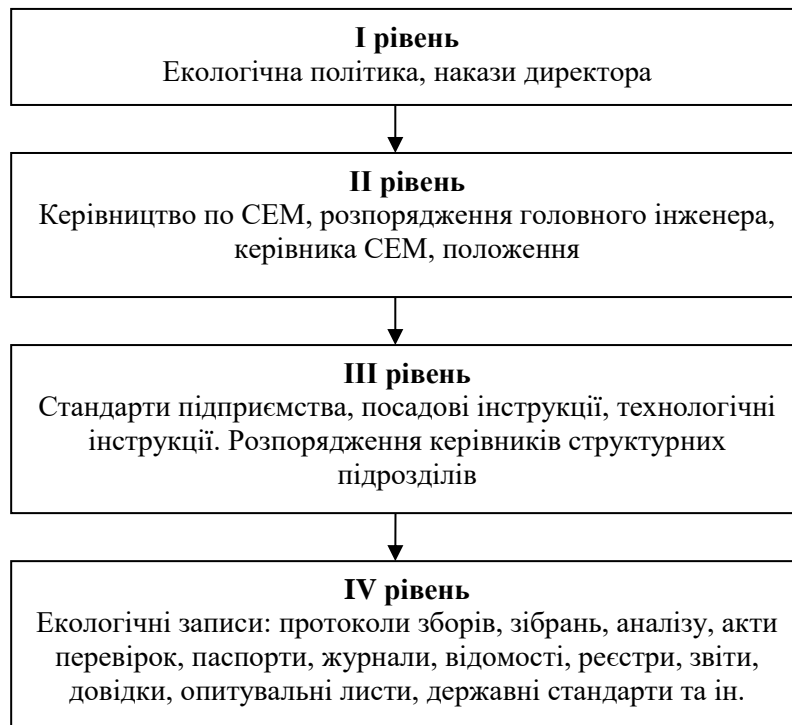 I рівень
Екологічна політика, накази директора
II рівень
Керівництво по СЕМ, розпорядження головного інженера,
керівника СЕМ, положення
III рівень
Стандарти підприємства, посадові інструкції, технологічні
інструкції. Розпорядження керівників структурних
підрозділів
IV рівень
Екологічні записи: протоколи зборів, зібрань, аналізу, акти
перевірок, паспорти, журнали, відомості, реєстри, звіти,
довідки, опитувальні листи, державні стандарти та ін.